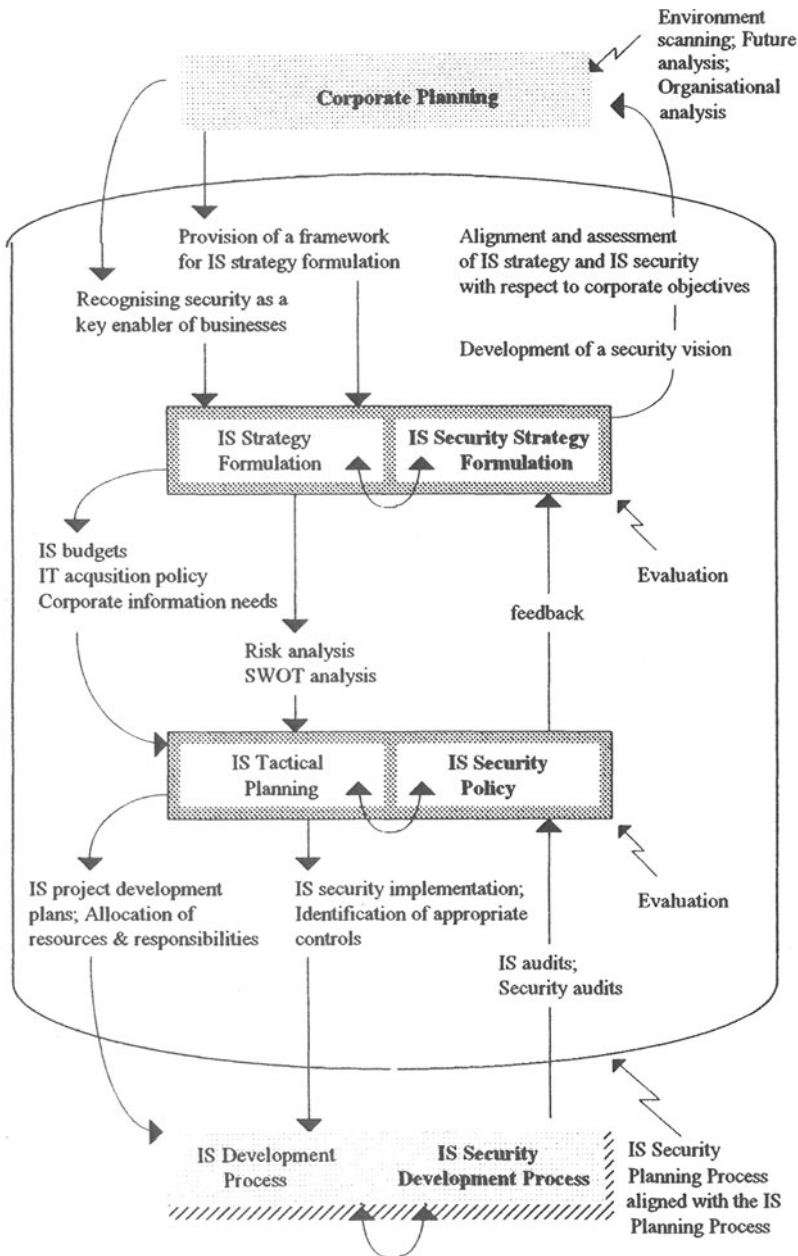 Environment
scanning; Future
analysis;
Organisational
analysis
Corporate Planning
Provision of a framework
for IS strategy formulation
Alignment and assessment
of IS strategy and IS security
with respect to corporate objectives
Recognising security as a
key enabler of businesses
Development of a security vision
IS Strategy
Formulation
IS Security Strategy
Formulation
IS budgets
IT acqusition policy
Corporate information needs
Evaluation
feedback
Risk analysis
SWOT analysis
IS Tactical
Planning
IS Security
Policy
IS project development
plans; Allocation of
resources & responsibilities
IS security implementation;
Identification of appropriate
controls
Evaluation
IS audits;
Security audits
IS Development
Process
IS Security
Development Process
IS Security
Planning Process
aligned with the IS
Planning Process